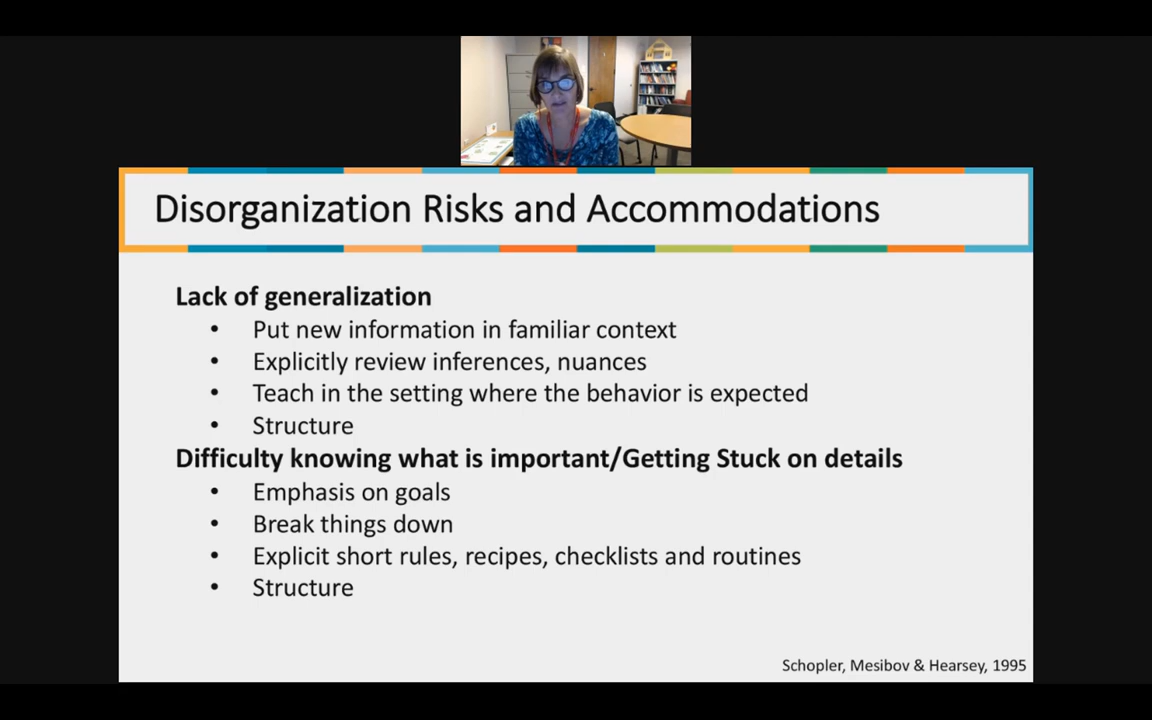 Disorganization Risks and Accommodations
Lack of generalization
• Put new information in familiar context
• Explicitly review inferences, nuances
• Teach in the setting where the behavior is expected
• Structure
Difficulty knowing what is important/Getting Stuck on details
• Emphasis on goals
• Break things down
• Explicit short rules, recipes, checklists and routines
• Structure
Schopler, Mesibov & Hearsey, 1995